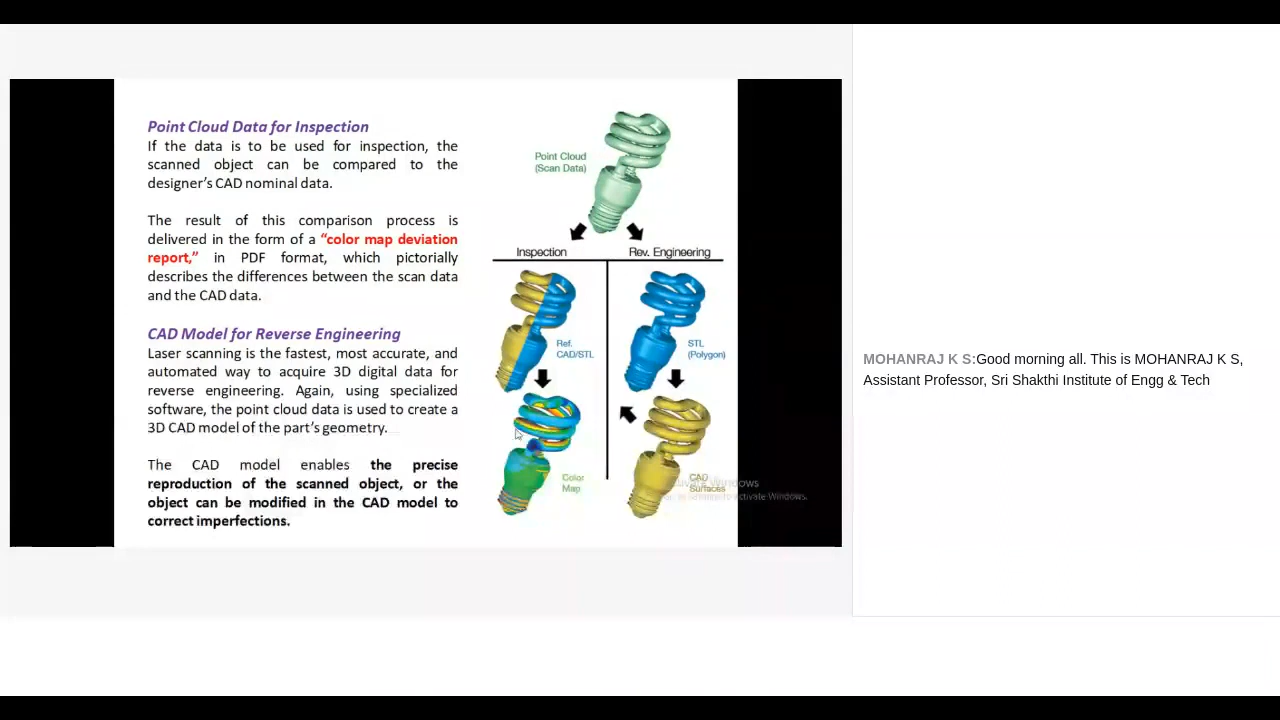 Point Cloud Data for Inspection
If the data is to be used for inspection, the
scanned object can be compared to the
designer's CAD nominal data.
The result of this comparison process is
delivered in the form of a “color map deviation
report,” in PDF format, which pictorially
describes the differences between the scan data
and the CAD data.
CAD Model for Reverse Engineering
Laser scanning is the fastest, most accurate, and
automated way to acquire 3D digital data for
reverse engineering. Again, using specialized
software, the point cloud data is used to create a
3D CAD model of the part's geometry.
The CAD model enables the precise
reproduction of the scanned object, or the
object can be modified in the CAD model to
correct imperfections.
Point Cloud
(Scan Data)
Inspection
Rev. Engineering
Ref.
CAD/STL
STL
(Polygon)
Color
Map
CAD
Surfaces
Windows
to activate Windows.
MOHANRAJ K S:Good morning all. This is MOHANRAJ K S,
Assistant Professor, Sri Shakthi Institute of Engg & Tech